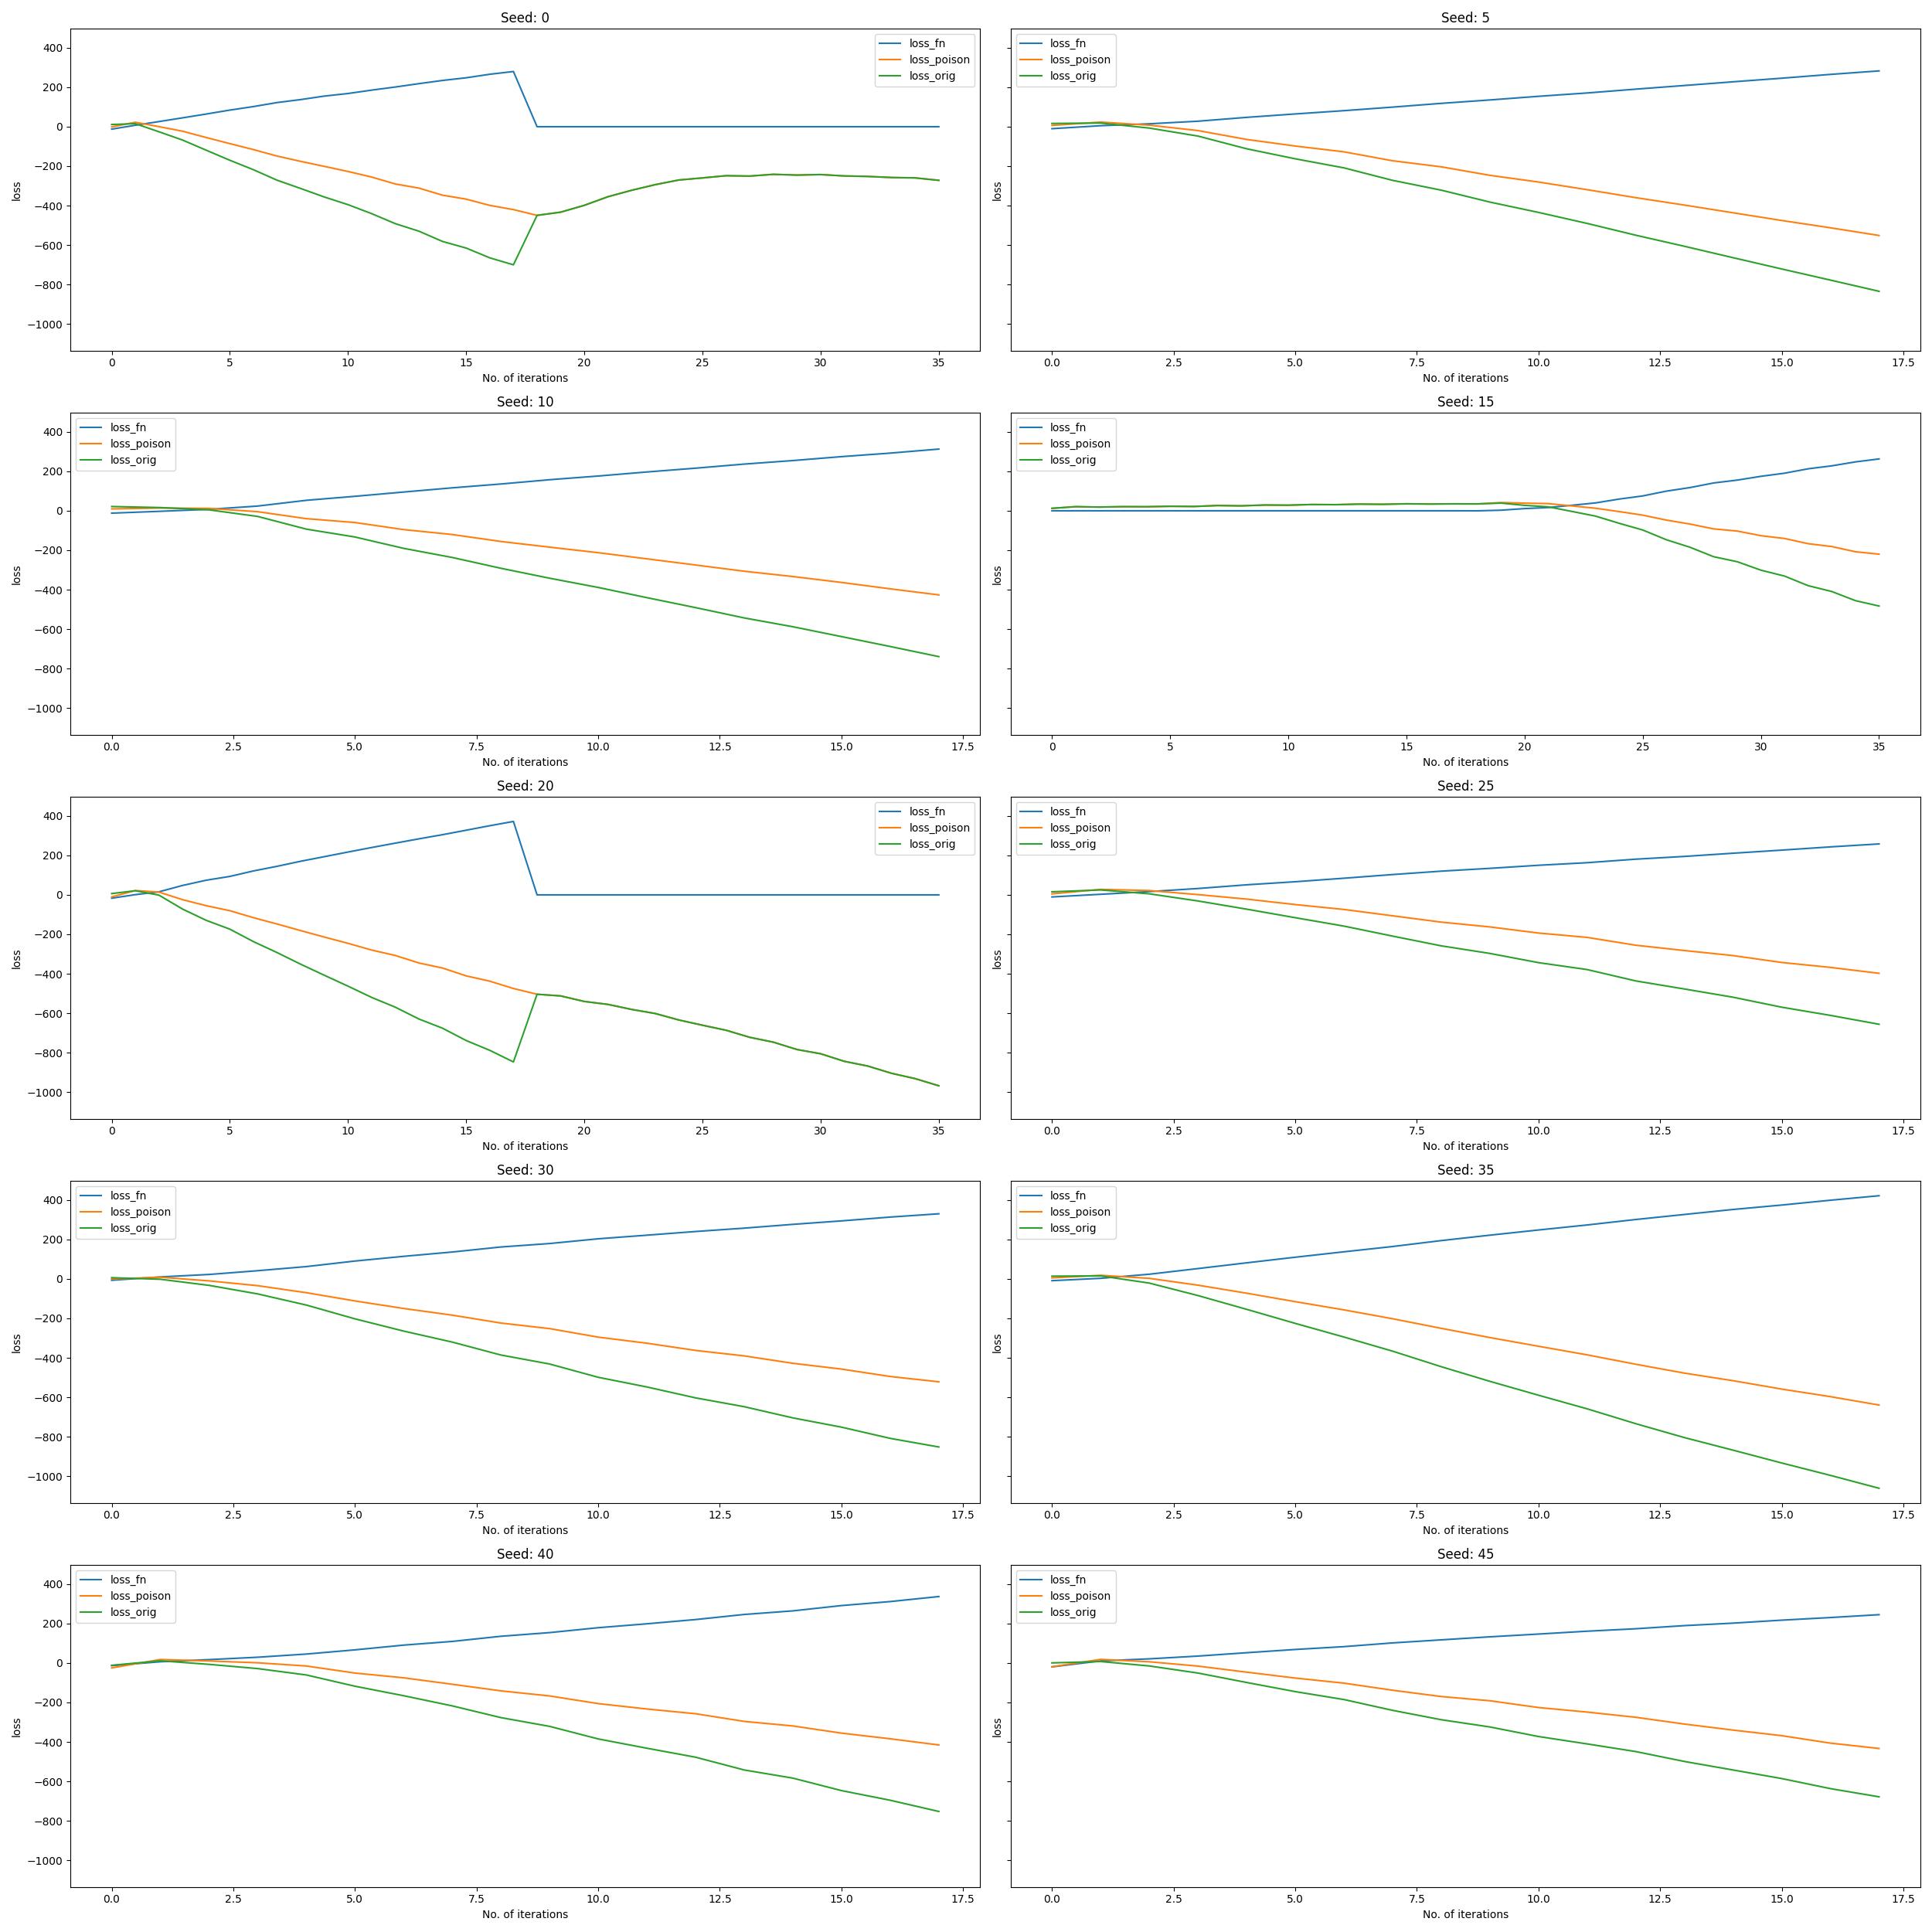 Seed: 0
400
200
0
−200
−400
−600
−800
−1000
loss
loss_fn
loss_poison
loss_orig
0 5 10 15 20 25 30 35
No. of iterations
Seed: 5
loss
loss_fn
loss_poison
loss_orig
0.0 2.5 5.0 7.5 10.0 12.5 15.0 17.5
No. of iterations
Seed: 10
400
200
0
−200
−400
−600
−800
−1000
loss
loss_fn
loss_poison
loss_orig
0.0 2.5 5.0 7.5 10.0 12.5 15.0 17.5
No. of iterations
Seed: 15
loss
loss_fn
loss_poison
loss_orig
0 5 10 15 20 25 30 35
No. of iterations
Seed: 20
400
200
0
−200
−400
−600
−800
−1000
loss
loss_fn
loss_poison
loss_orig
0 5 10 15 20 25 30 35
No. of iterations
Seed: 25
loss
loss_fn
loss_poison
loss_orig
0.0 2.5 5.0 7.5 10.0 12.5 15.0 17.5
No. of iterations
Seed: 30
400
200
0
−200
−400
−600
−800
−1000
loss
loss_fn
loss_poison
loss_orig
0.0 2.5 5.0 7.5 10.0 12.5 15.0 17.5
No. of iterations
Seed: 35
loss
loss_fn
loss_poison
loss_orig
0.0 2.5 5.0 7.5 10.0 12.5 15.0 17.5
No. of iterations
Seed: 40
400
200
0
−200
−400
−600
−800
−1000
loss
loss_fn
loss_poison
loss_orig
0.0 2.5 5.0 7.5 10.0 12.5 15.0 17.5
No. of iterations
Seed: 45
loss
loss_fn
loss_poison
loss_orig
0.0 2.5 5.0 7.5 10.0 12.5 15.0 17.5
No. of iterations